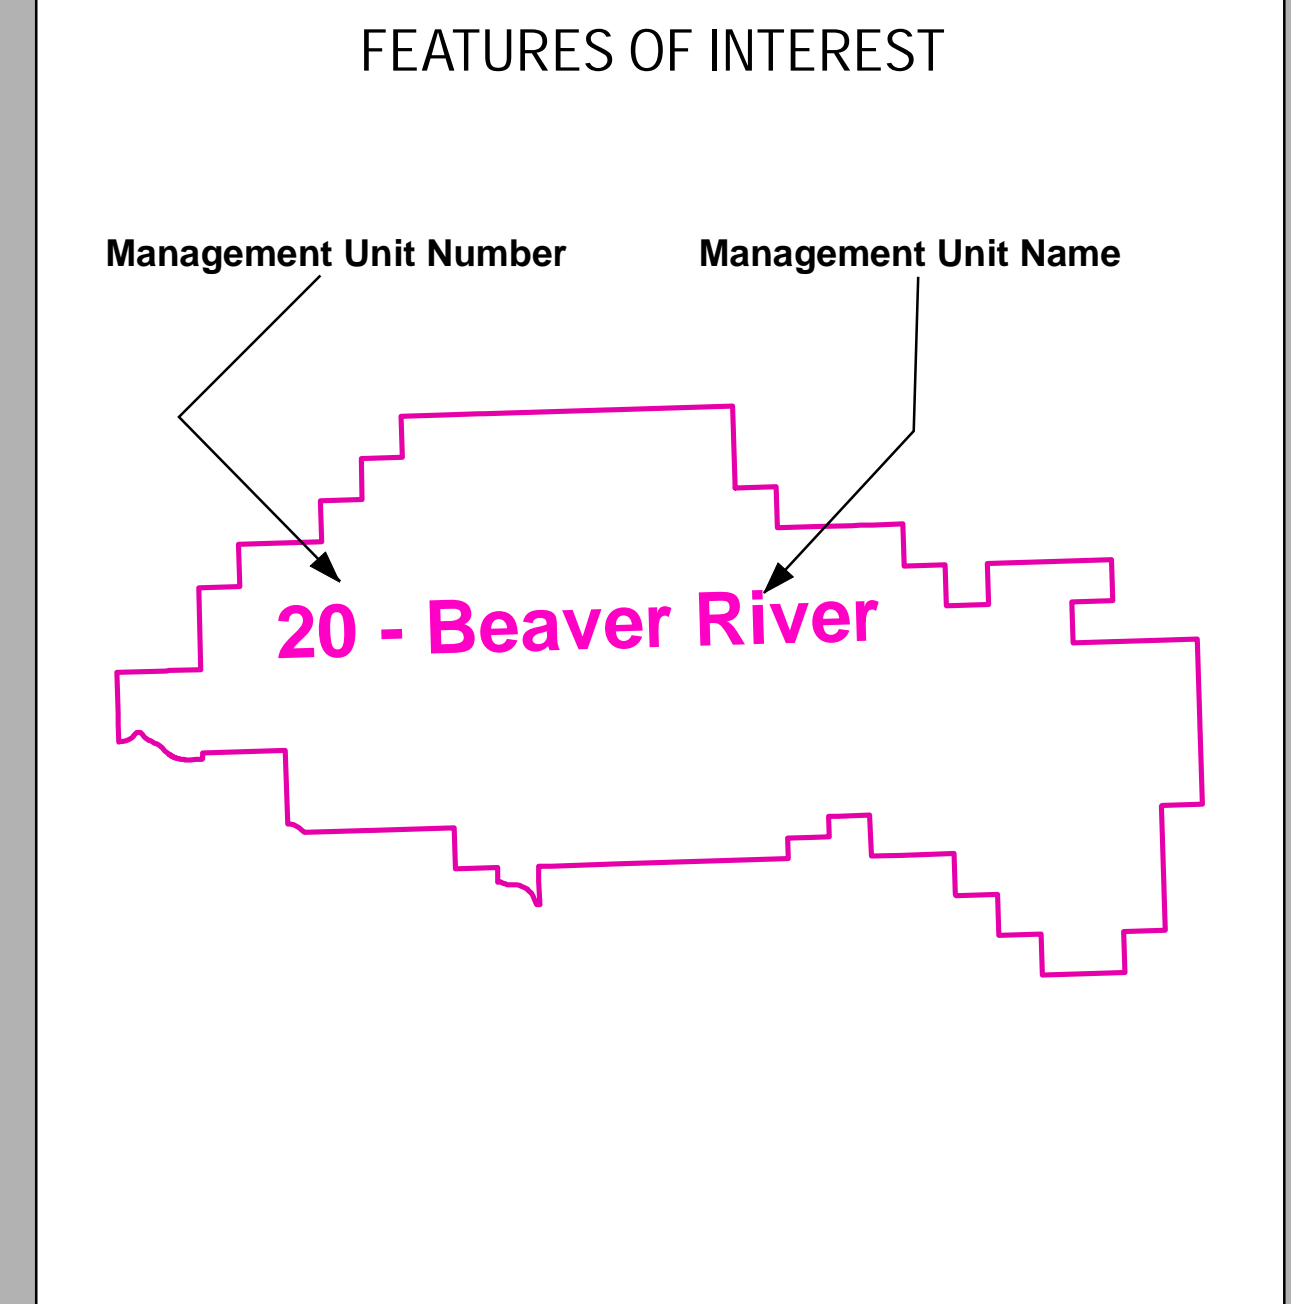 FEATURES OF INTEREST
Management Unit Number
Management Unit Name
20 - Beaver River